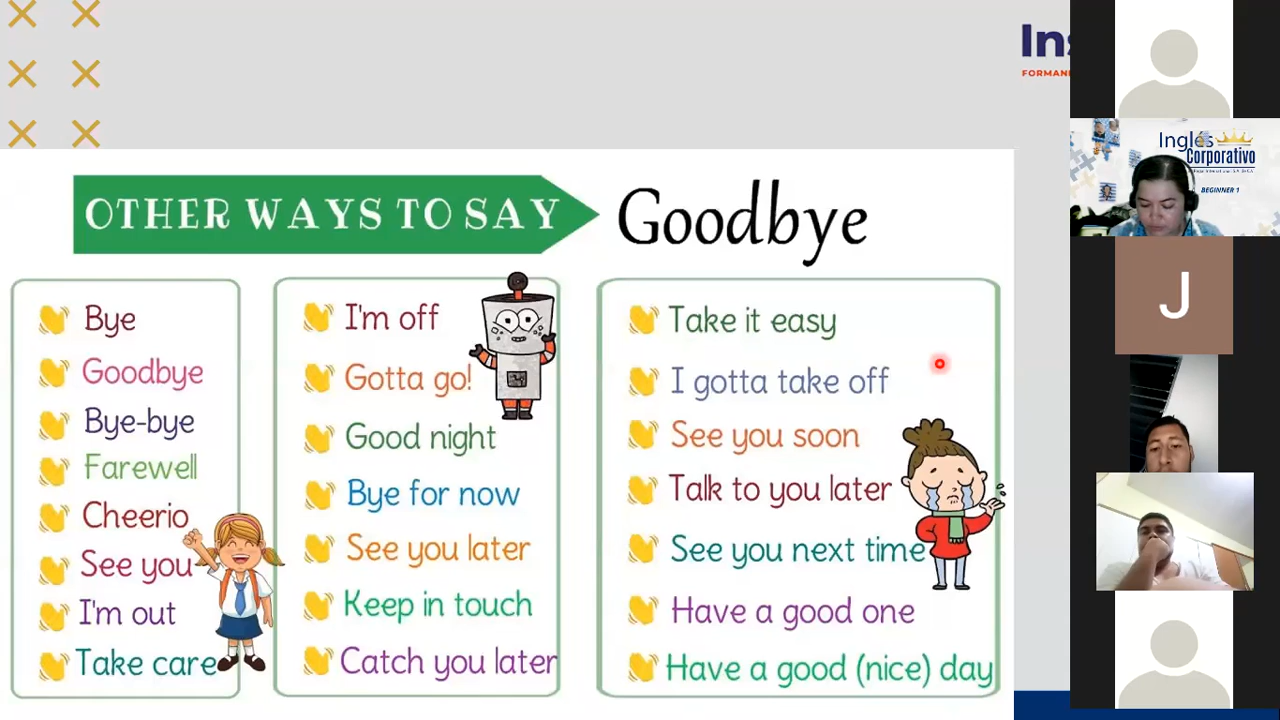 In
FORMAN
OTHER WAYS TO SAY
Goodbye
Bye
Goodbye
Bye-bye
Farewell
Cheerio
See you
I'm out
Take care
I'm off
Gotta go!
Good night
Bye for now
See you later
Keep in touch
Catch you later
Take it easy
I gotta take off
See you soon
Talk to you later
See you next time
Have a good one
Have a good (nice) day
Inglés
Corporativo
BEGINNER 1
J